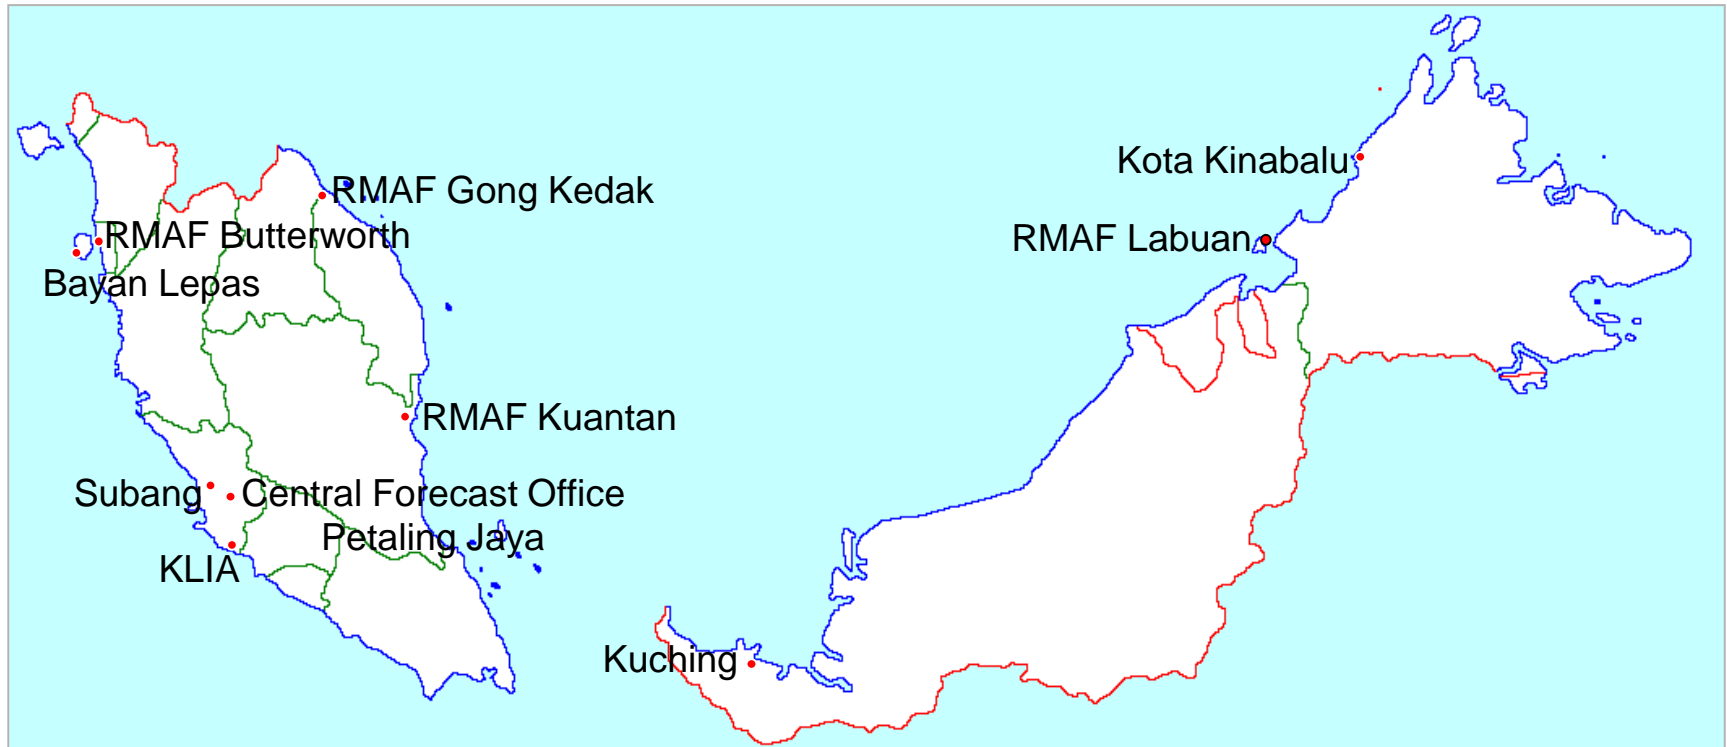 Kota Kinabalu
RMAF Gong Kedak
RMAF Butterworth
RMAF Labuan
Bayan Lepas
RMAF Kuantan
Subang
Central Forecast Office
Petaling Jaya
KLIA
Kuching